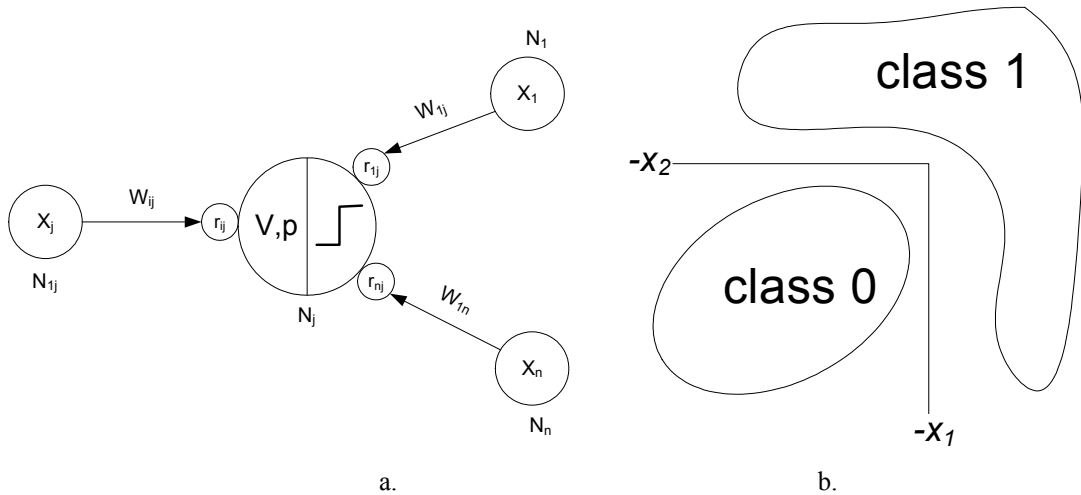 N₁
X₁
W₁ⱼ
r₁ⱼ
Xⱼ
Wᵢⱼ
rᵢⱼ
V,p
N₁ⱼ
Nⱼ
rₙⱼ
W₁ₙ
Xₙ
Nₙ
a.
class 1
-x₂
class 0
-x₁
b.